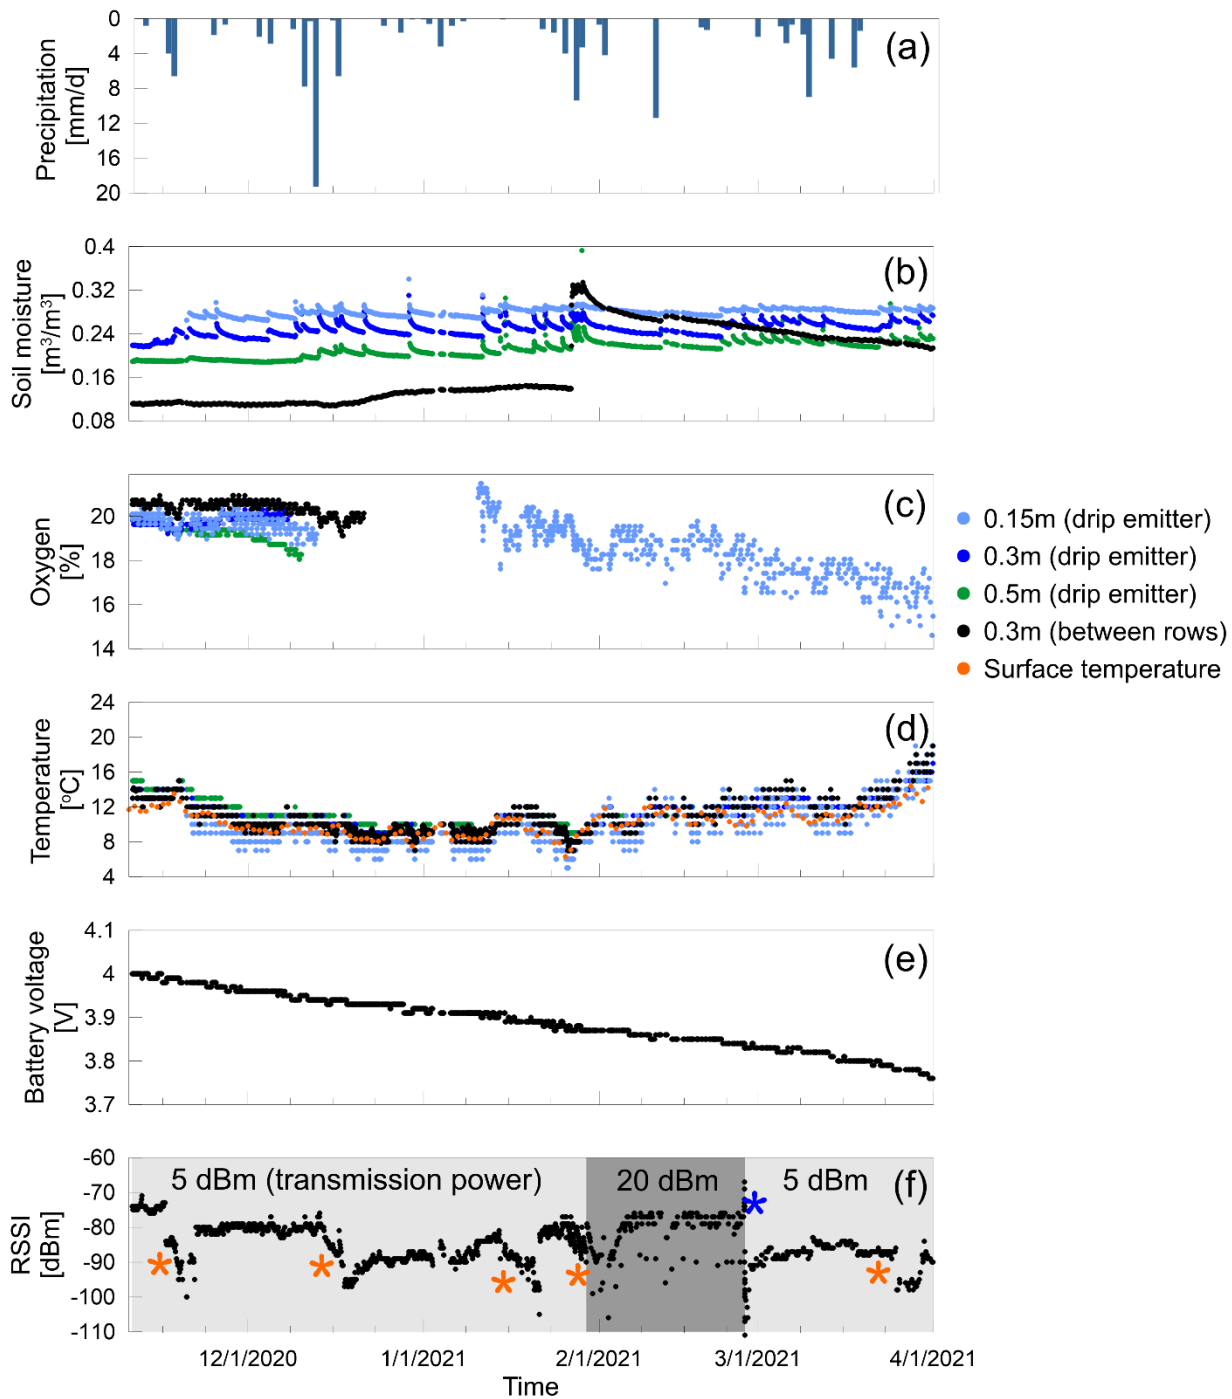 0
4
8
12
16
20
Precipitation
[mm/d]
(a)
0.4
0.32
0.24
0.16
0.08
Soil moisture
[m³/m³]
(b)
20
18
16
14
Oxygen
[%]
(c)
0.15m (drip emitter)
0.3m (drip emitter)
0.5m (drip emitter)
0.3m (between rows)
Surface temperature
24
20
16
12
8
4
Temperature
[ºC]
(d)
4.1
4
3.9
3.8
3.7
Battery voltage
[V]
(e)
-60
-70
-80
-90
-100
-110
RSSI
[dBm]
5 dBm (transmission power)
20 dBm
5 dBm
(f)
12/1/2020
1/1/2021
2/1/2021
3/1/2021
4/1/2021
Time